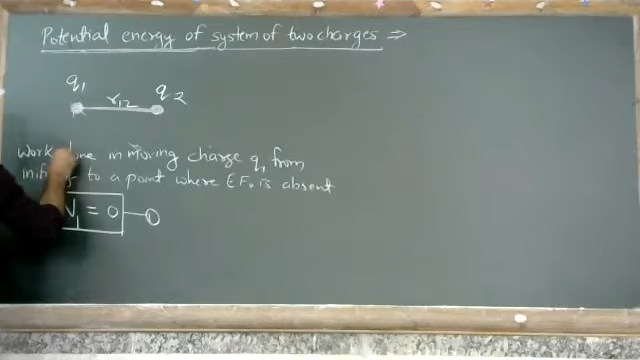 Potential energy of system of two charges ⇒
q1 q2
r12
Work done in moving charge q1 from
to a point where EF is absent
= 0 — ①